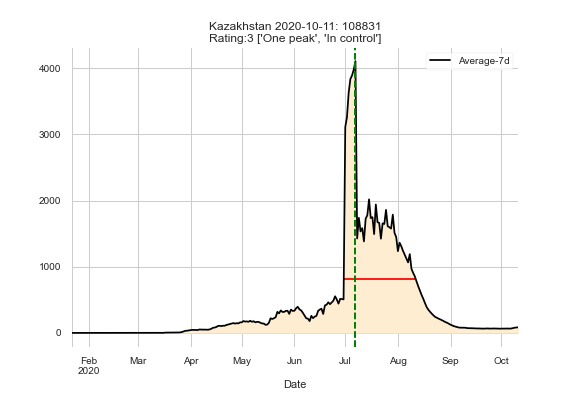 Kazakhstan 2020-10-11: 108831
Rating:3 ['One peak', 'In control']
Average-7d
4000
3000
2000
1000
0
Feb Mar Apr May Jun Jul Aug Sep Oct
2020
Date